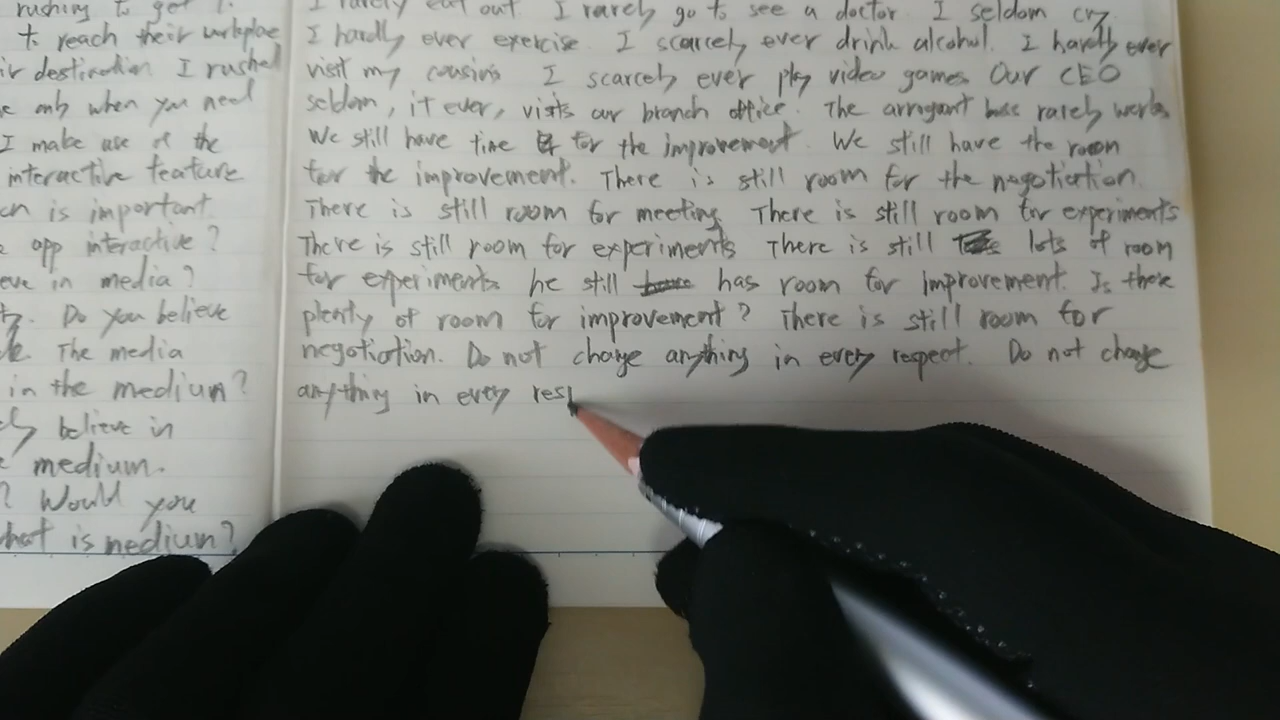 rushing to get
to reach their workplace
ir destination I rushed
only when you need
I make use of the
interactive feature
en is important.
app interactive?
eve in media?
Do you believe
The media
in the medium?
ly believe in
medium.
? Would you
hat is medium?
I rarely eat out. I rarely go to see a doctor. I seldom cry
I hardly ever exercise. I scarcely ever drink alcohol. I hardly ever
visit my cousins I scarcely ever play video games. Our CEO
seldom, if ever, visits our branch office. The arrogant boss rarely works
We still have time for the improvement. We still have the room
for the improvement. There is still room for the negotiation.
There is still room for meeting. There is still room for experiments
There is still room for experiments There is still lots of room
for experiments he still has room for improvement. Is there
plenty of room for improvement? There is still room for
negotiation. Do not change anything in every respect. Do not change
anything in every resp